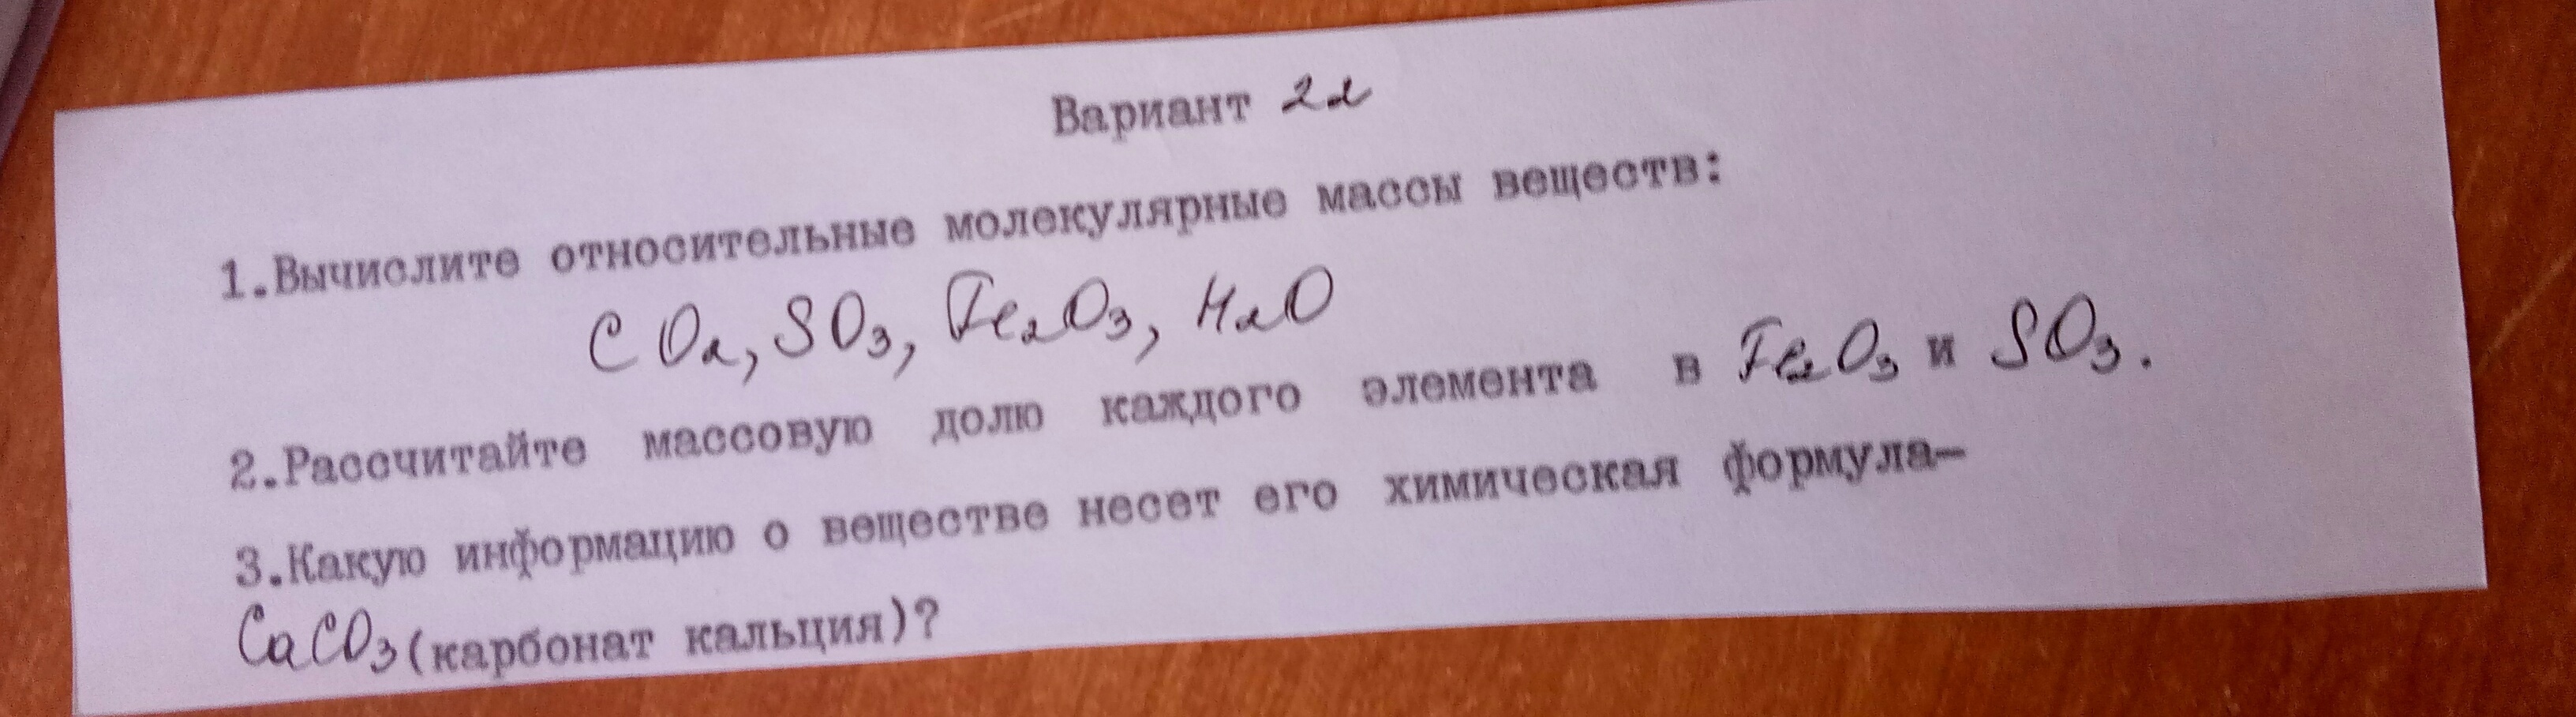 Вариант 22
1.Вычислите относительные молекулярные массы веществ:
CO2, SO3, Fe2O3, H2O
2.Рассчитайте массовую долю каждого элемента в Fe2O3 и SO3.
3.Какую информацию о веществе несет его химическая формула–
CaCO3(карбонат кальция)?